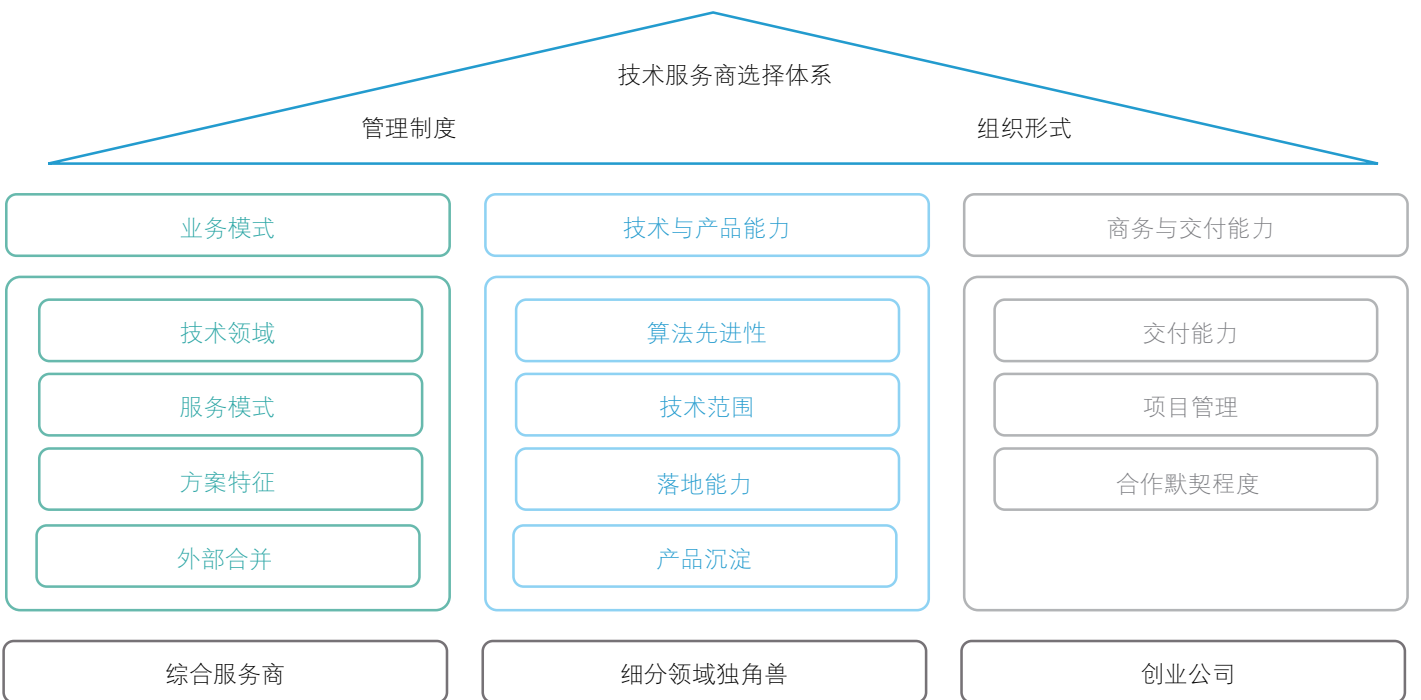 技术服务商选择体系
管理制度
组织形式
业务模式
技术与产品能力
商务与交付能力
技术领域
服务模式
方案特征
外部合并
算法先进性
技术范围
落地能力
产品沉淀
交付能力
项目管理
合作默契程度
综合服务商
细分领域独角兽
创业公司